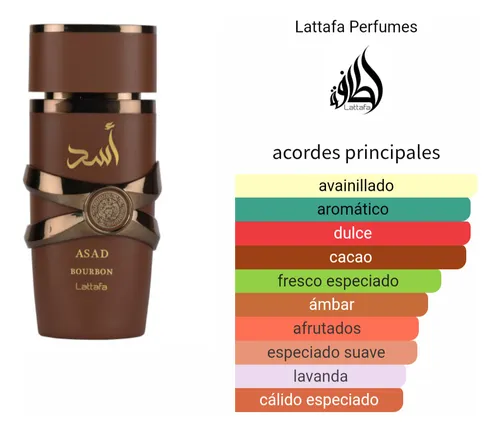 أسد
ASAD
BOURBON
Lattafa
Lattafa Perfumes
لطافة
Lattafa
acordes principales
avainillado
aromático
dulce
cacao
fresco especiado
ámbar
afrutados
especiado suave
lavanda
cálido especiado